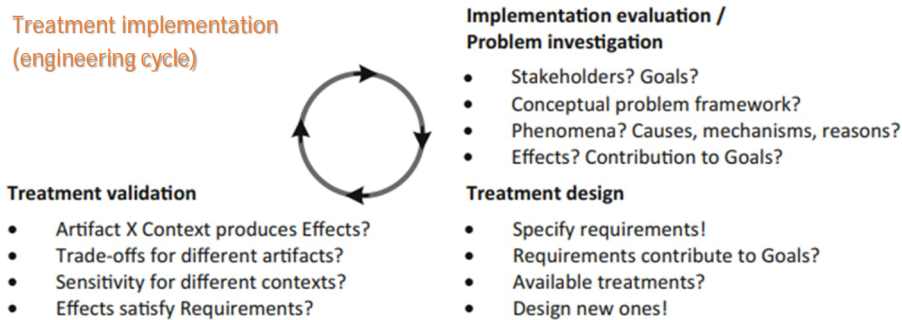 Treatment implementation
(engineering cycle)
Implementation evaluation /
Problem investigation
• Stakeholders? Goals?
• Conceptual problem framework?
• Phenomena? Causes, mechanisms, reasons?
• Effects? Contribution to Goals?
Treatment validation
• Artifact X Context produces Effects?
• Trade-offs for different artifacts?
• Sensitivity for different contexts?
• Effects satisfy Requirements?
Treatment design
• Specify requirements!
• Requirements contribute to Goals?
• Available treatments?
• Design new ones!